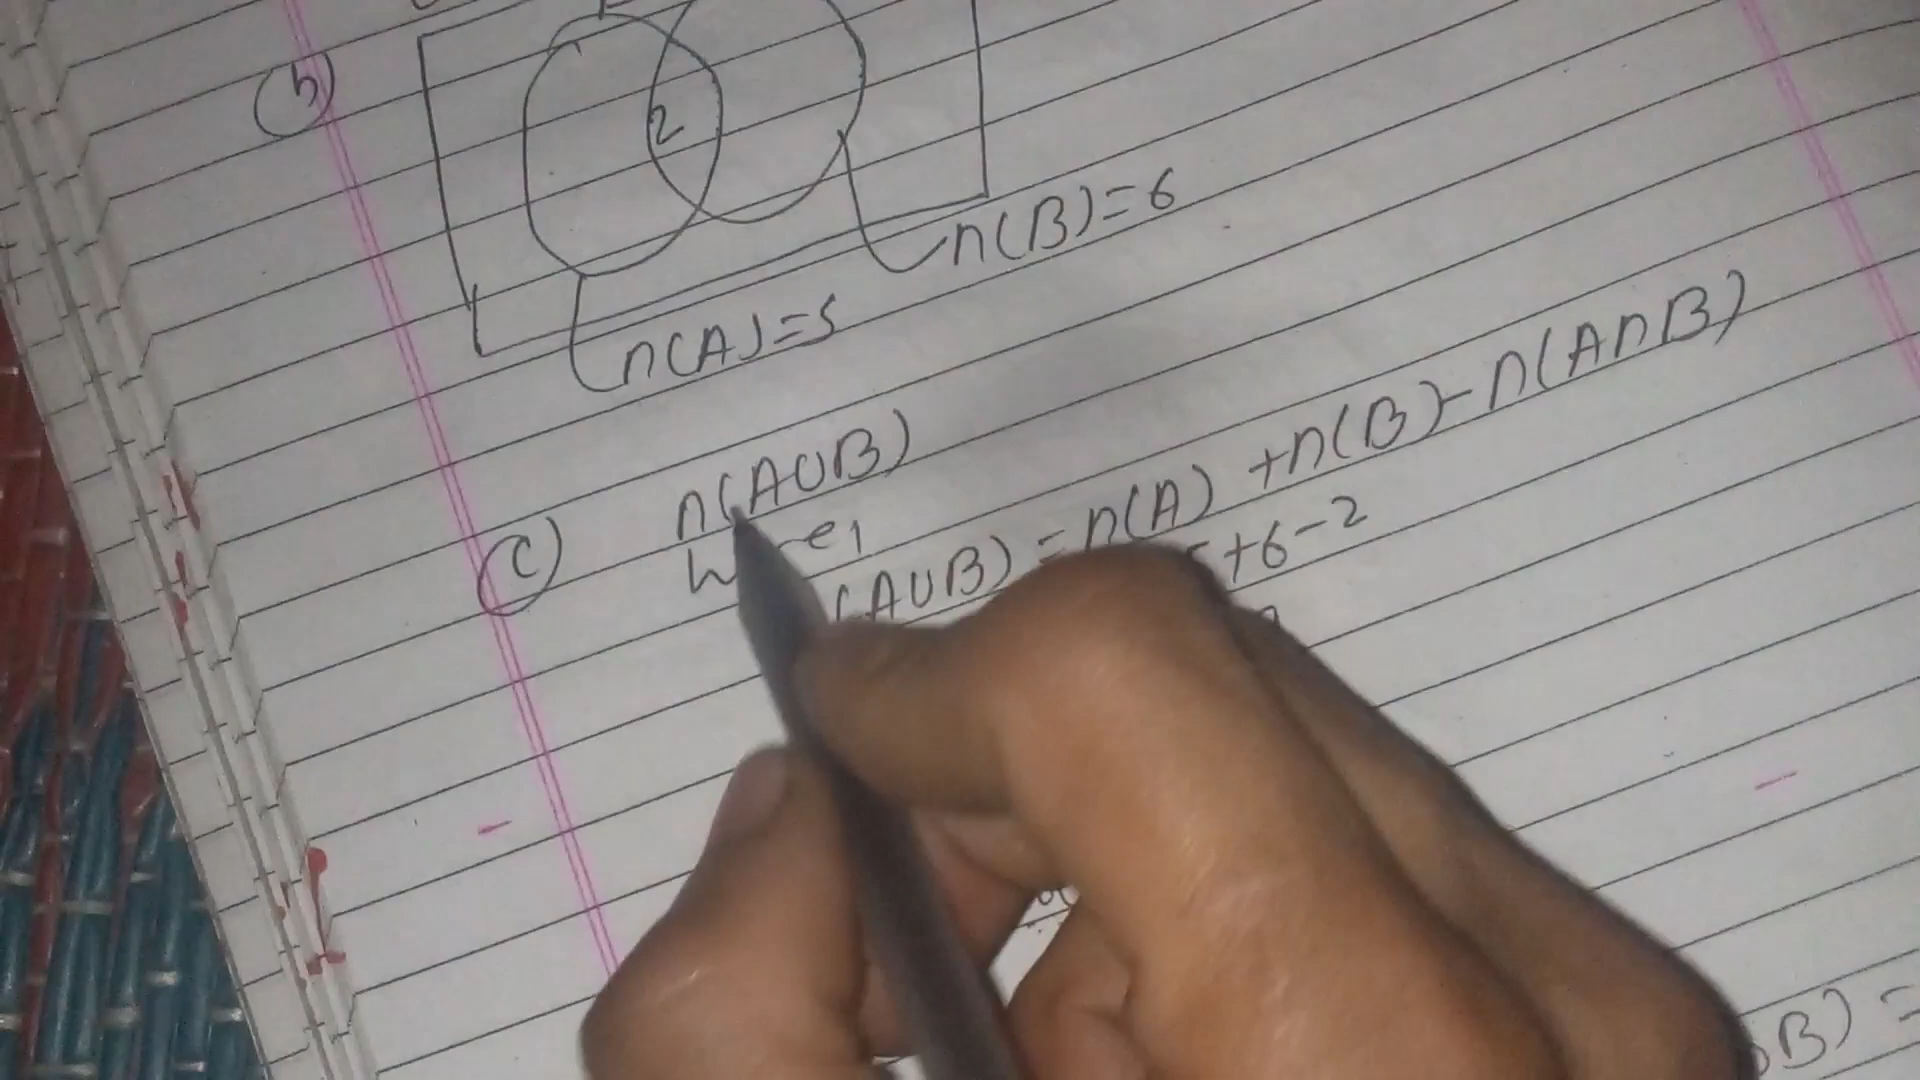 (b)
2
n(B)=6
n(A)=5
(c) n(A∪B)
(A∪B) = n(A) +n(B)-n(A∩B)
+6-2
B) =